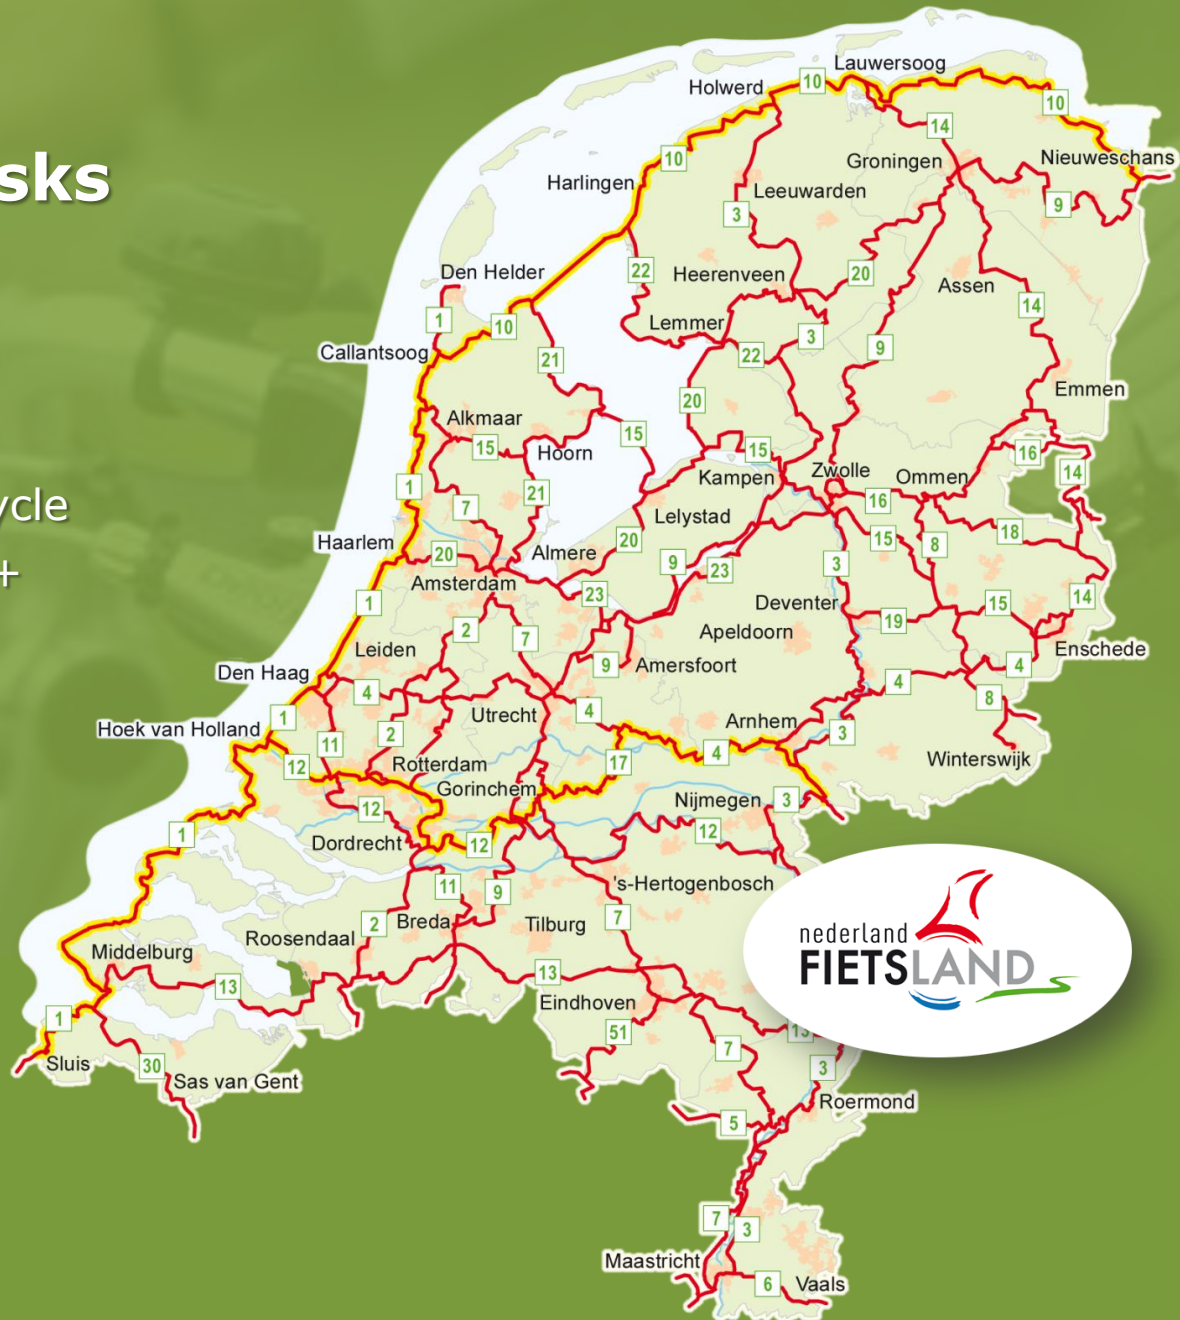 sks
ycle
+
Lauwersoog
Holwerd
10
10
14
Groningen
Nieuweschans
10
Harlingen
Leeuwarden
9
3
22
Heerenveen
20
Assen
Den Helder
14
1
10
Lemmer
3
Callantsoog
21
22
9
Emmen
20
Alkmaar
15
15
Hoorn
15
16
14
Kampen
Zwolle
Ommen
1
7
21
16
Lelystad
18
Haarlem
20
Almere
20
15
8
9
23
3
Amsterdam
23
1
Deventer
15
14
2
7
Apeldoorn
19
Leiden
9
Amersfoort
Enschede
4
Den Haag
4
4
8
1
Utrecht
4
Arnhem
Hoek van Holland
11
2
3
12
Rotterdam
17
4
Winterswijk
Gorinchem
12
Nijmegen
3
1
Dordrecht
12
12
's-Hertogenbosch
11
9
7
2
Breda
Tilburg
Roosendaal
nederland
FIETSLAND
Middelburg
13
13
Eindhoven
1
51
13
7
Sluis
30
3
Sas van Gent
Roermond
5
7
3
Maastricht
6
Vaals